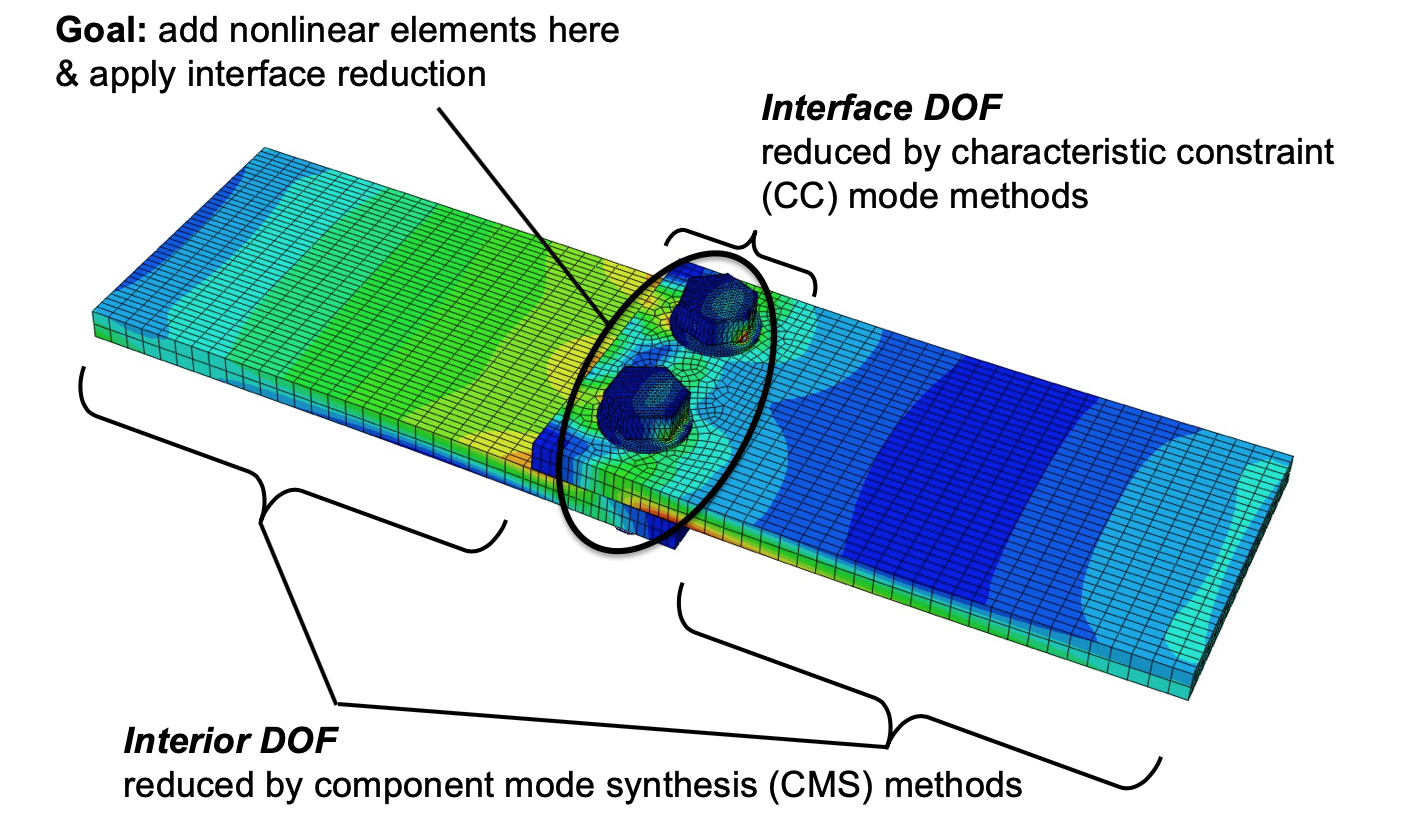 Goal: add nonlinear elements here
& apply interface reduction
Interface DOF
reduced by characteristic constraint
(CC) mode methods
Interior DOF
reduced by component mode synthesis (CMS) methods